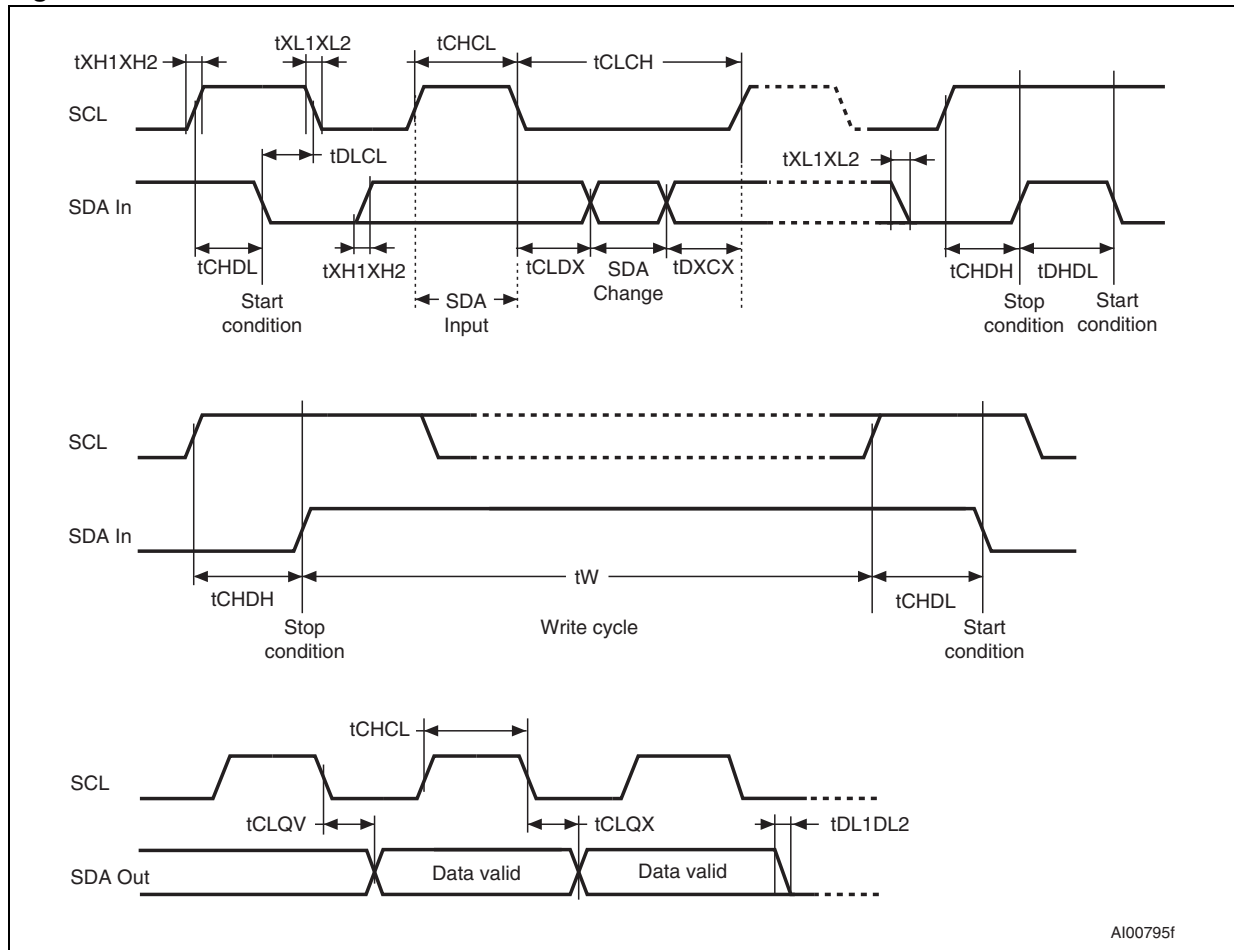 tXH1XH2
tXL1XL2
tCHCL
tCLCH
SCL
tDLCL
tXL1XL2
SDA In
tCHDL
tXH1XH2
tCLDX
SDA
Change
tDXCX
tCHDH
tDHDL
Start
condition
SDA
Input
Stop
condition
Start
condition
SCL
SDA In
tCHDH
tW
tCHDL
Stop
condition
Write cycle
Start
condition
tCHCL
SCL
tCLQV
tCLQX
tDL1DL2
SDA Out
Data valid
Data valid
AI00795f